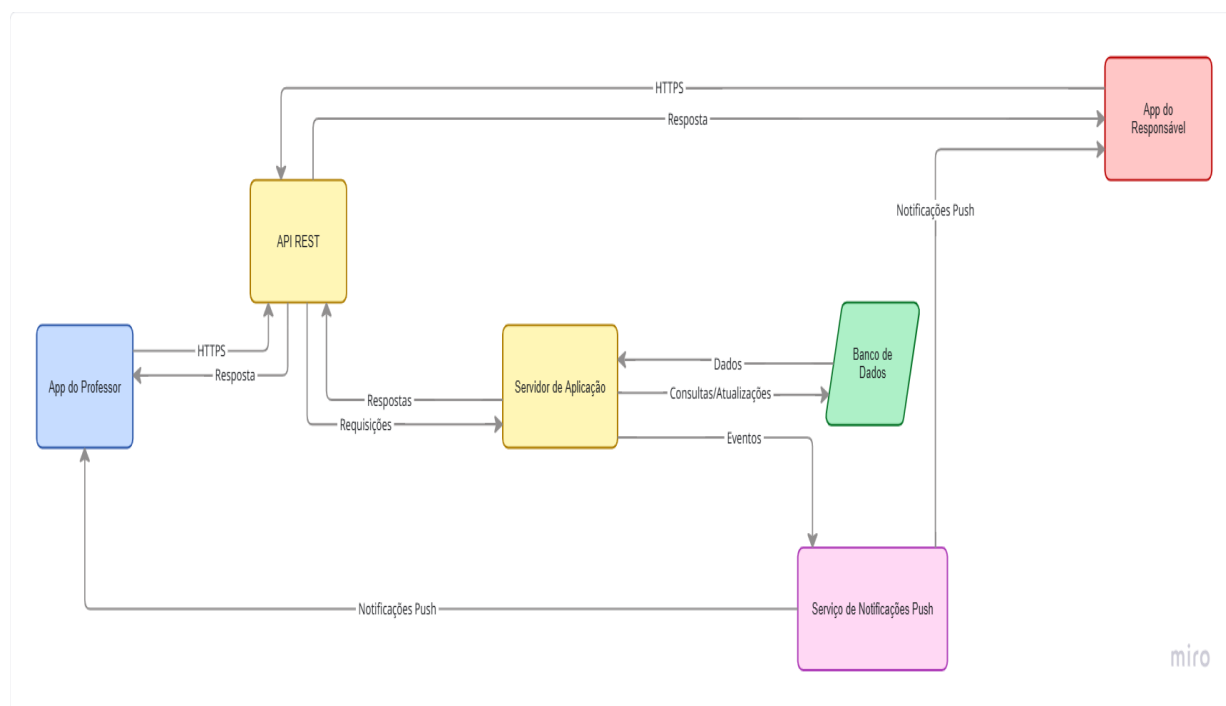 HTTPS
App do
Responsável
Resposta
Notificações Push
API REST
HTTPS
App do Professor
Resposta
Servidor de Aplicação
Dados
Banco de
Dados
Consultas/Atualizações
Respostas
Requisições
Eventos
Notificações Push
Serviço de Notificações Push
miro